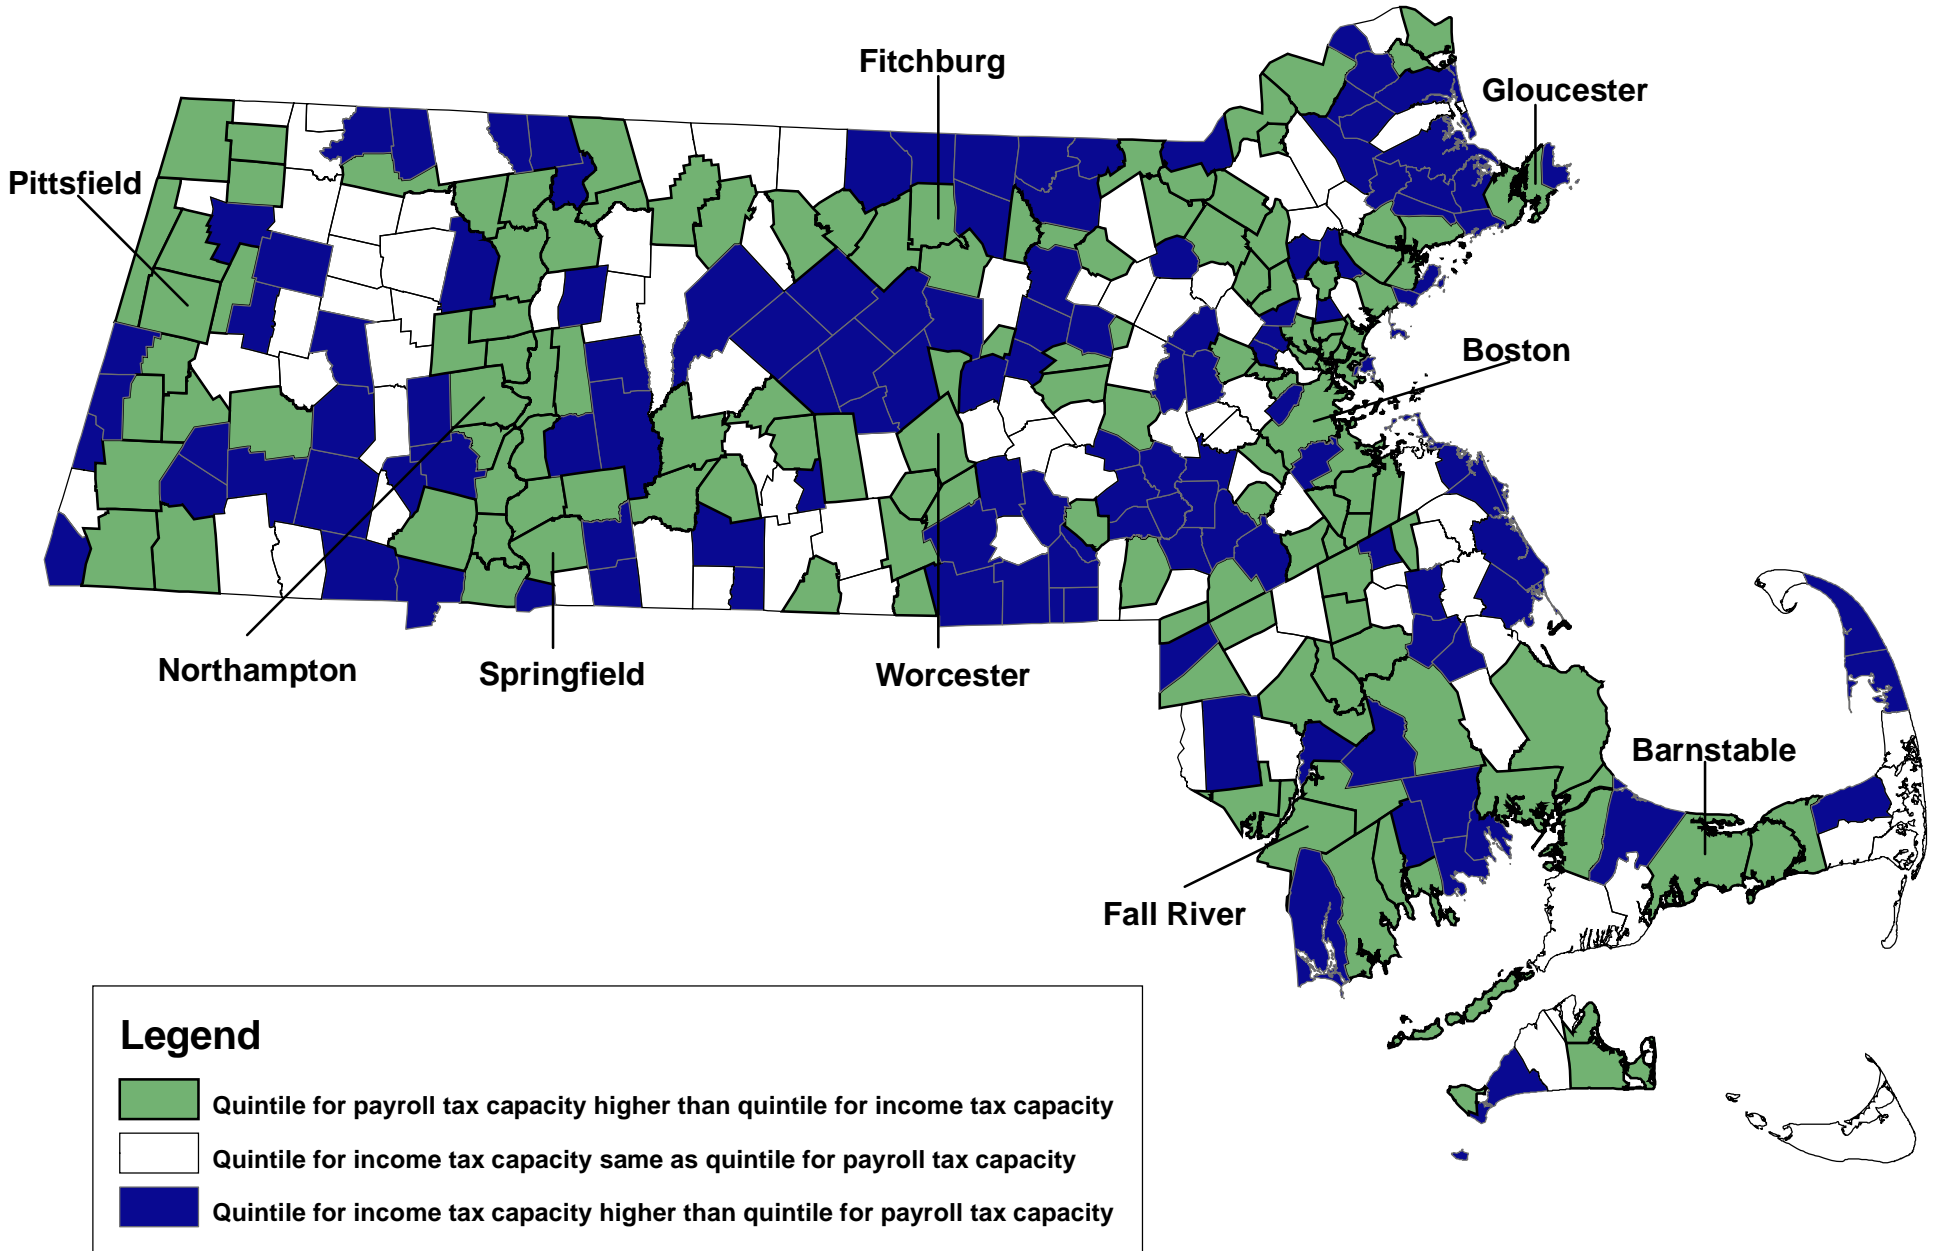 Fitchburg
Gloucester
Pittsfield
Boston
Northampton
Springfield
Worcester
Barnstable
Fall River
Legend
Quintile for payroll tax capacity higher than quintile for income tax capacity
Quintile for income tax capacity same as quintile for payroll tax capacity
Quintile for income tax capacity higher than quintile for payroll tax capacity